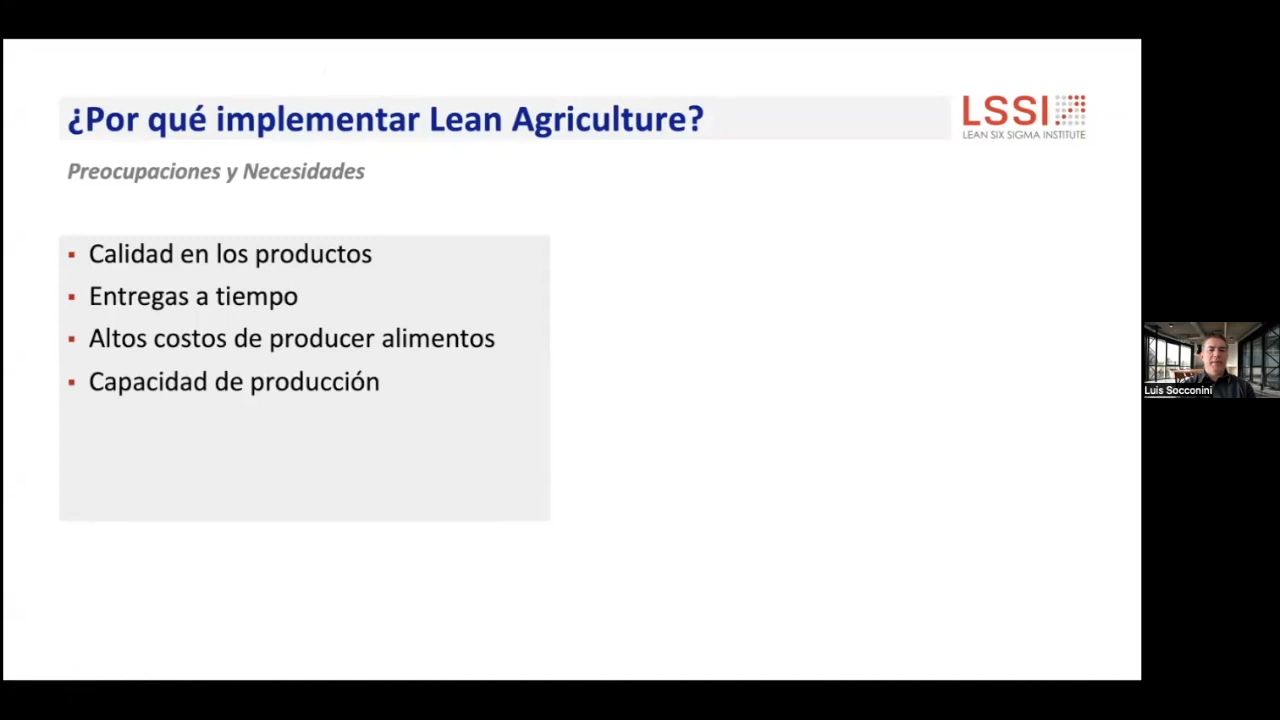 ¿Por qué implementar Lean Agriculture?
LSSI
LEAN SIX SIGMA INSTITUTE
Preocupaciones y Necesidades
Calidad en los productos
Entregas a tiempo
Altos costos de producer alimentos
Capacidad de producción
Luis Socconini